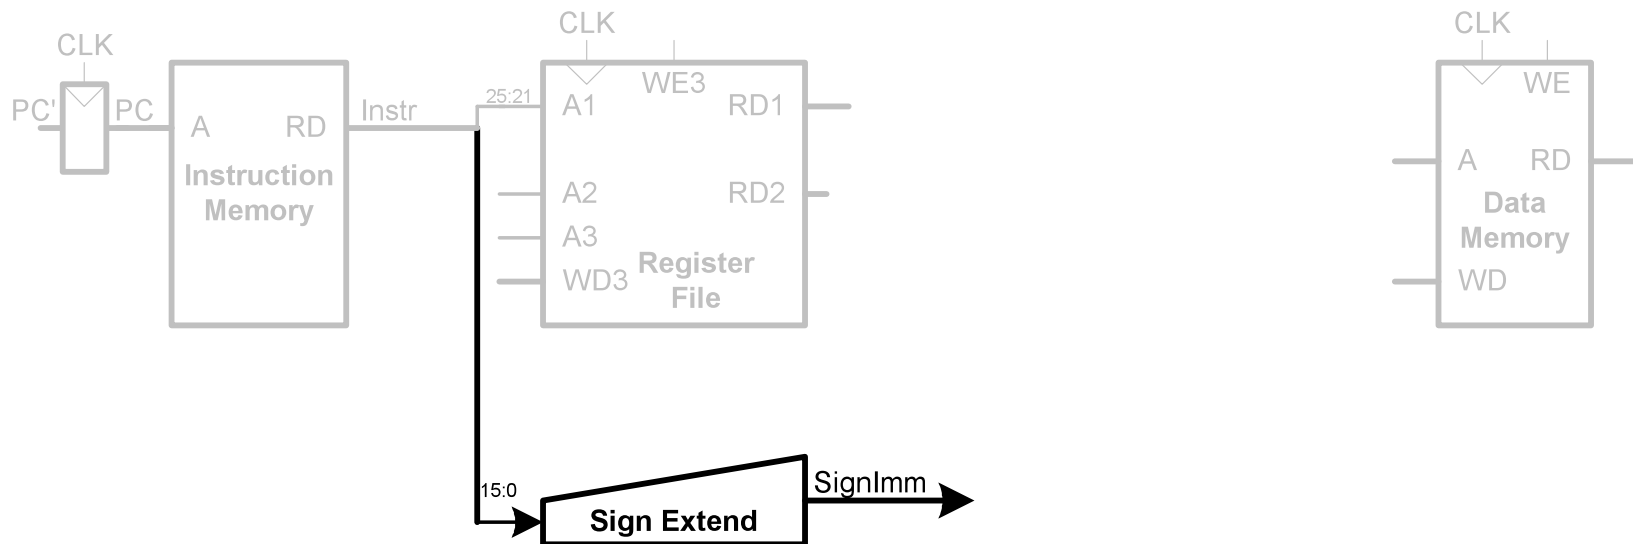 CLK
PC'
PC
A
RD
Instruction
Memory
Instr
25:21
CLK
WE3
A1
RD1
A2
RD2
A3
WD3
Register
File
CLK
WE
A
RD
Data
Memory
WD
15:0
Sign Extend
SignImm